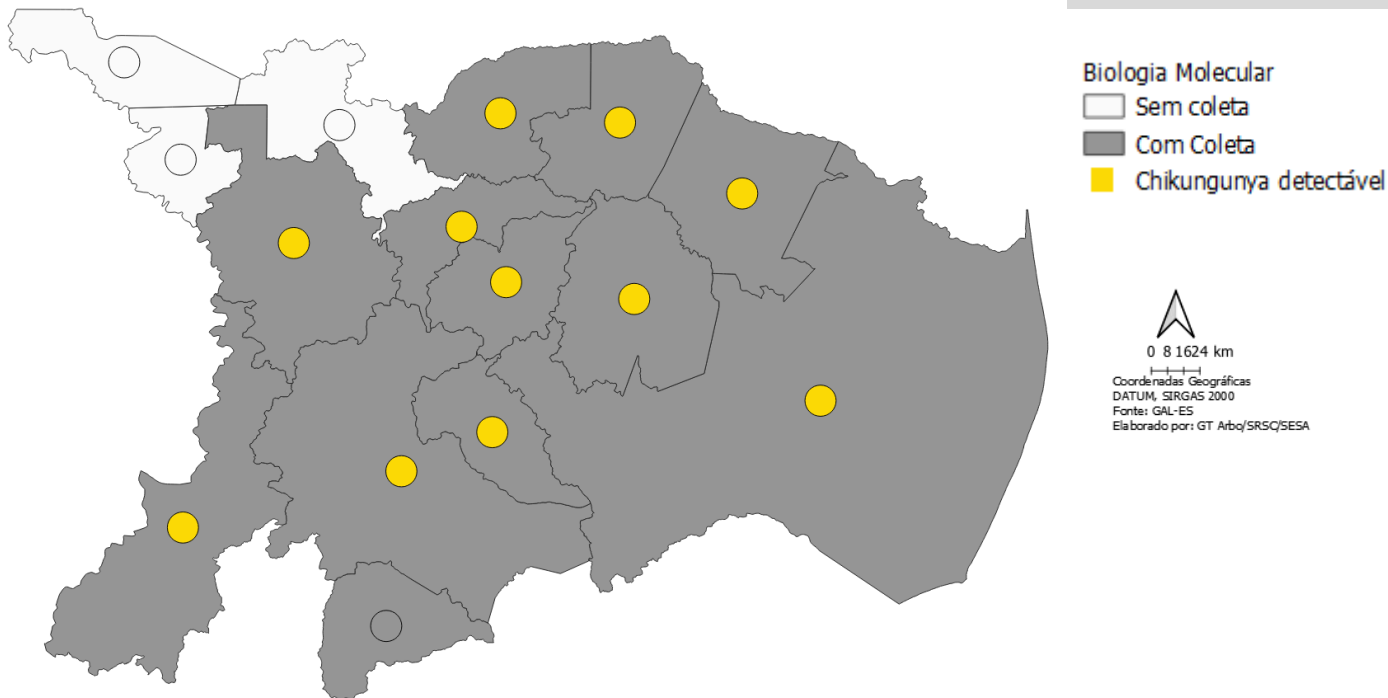 Biologia Molecular
Sem coleta
Com Coleta
Chikungunya detectável
0 8 1624 km
Coordenadas Geográficas
DATUM, SIRGAS 2000
Fonte: GAL-ES
Elaborado por: GT Arbo/SRSC/SESA